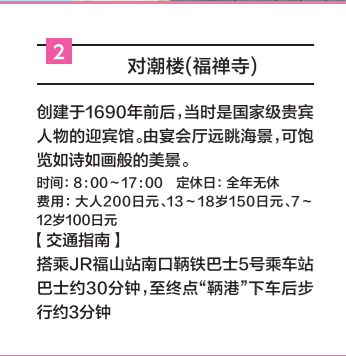 2
对潮楼(福禅寺)
创建于1690年前后，当时是国家级贵宾
人物的迎宾馆。由宴会厅远眺海景，可饱
览如诗如画般的美景。
时间：8:00～17:00　定休日：全年无休
费用：大人200日元、13～18岁150日元、7～
12岁100日元
【交通指南】
搭乘JR福山站南口鞆铁巴士5号乘车站
巴士约30分钟，至终点“鞆港”下车后步
行约3分钟